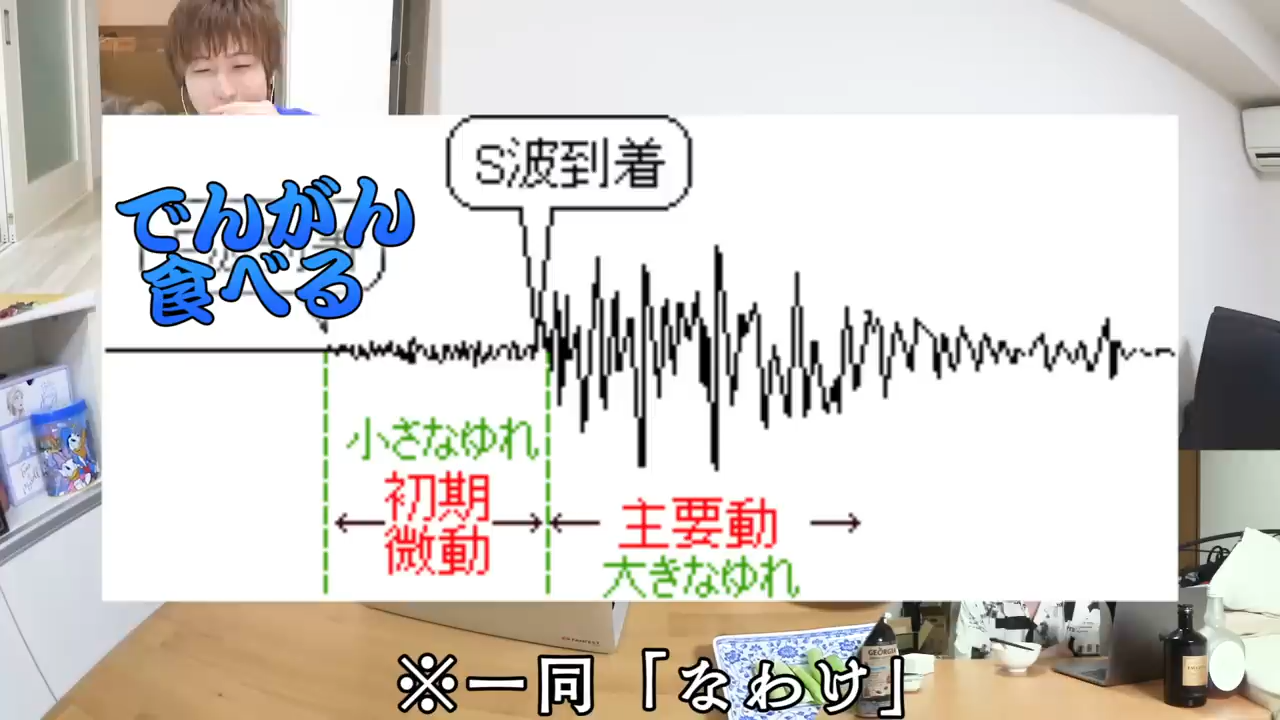 S波到着
でんがん
食べる
小さなゆれ
初期
微動
主要動
大きなゆれ
GEORGIA
※一同「なわけ」